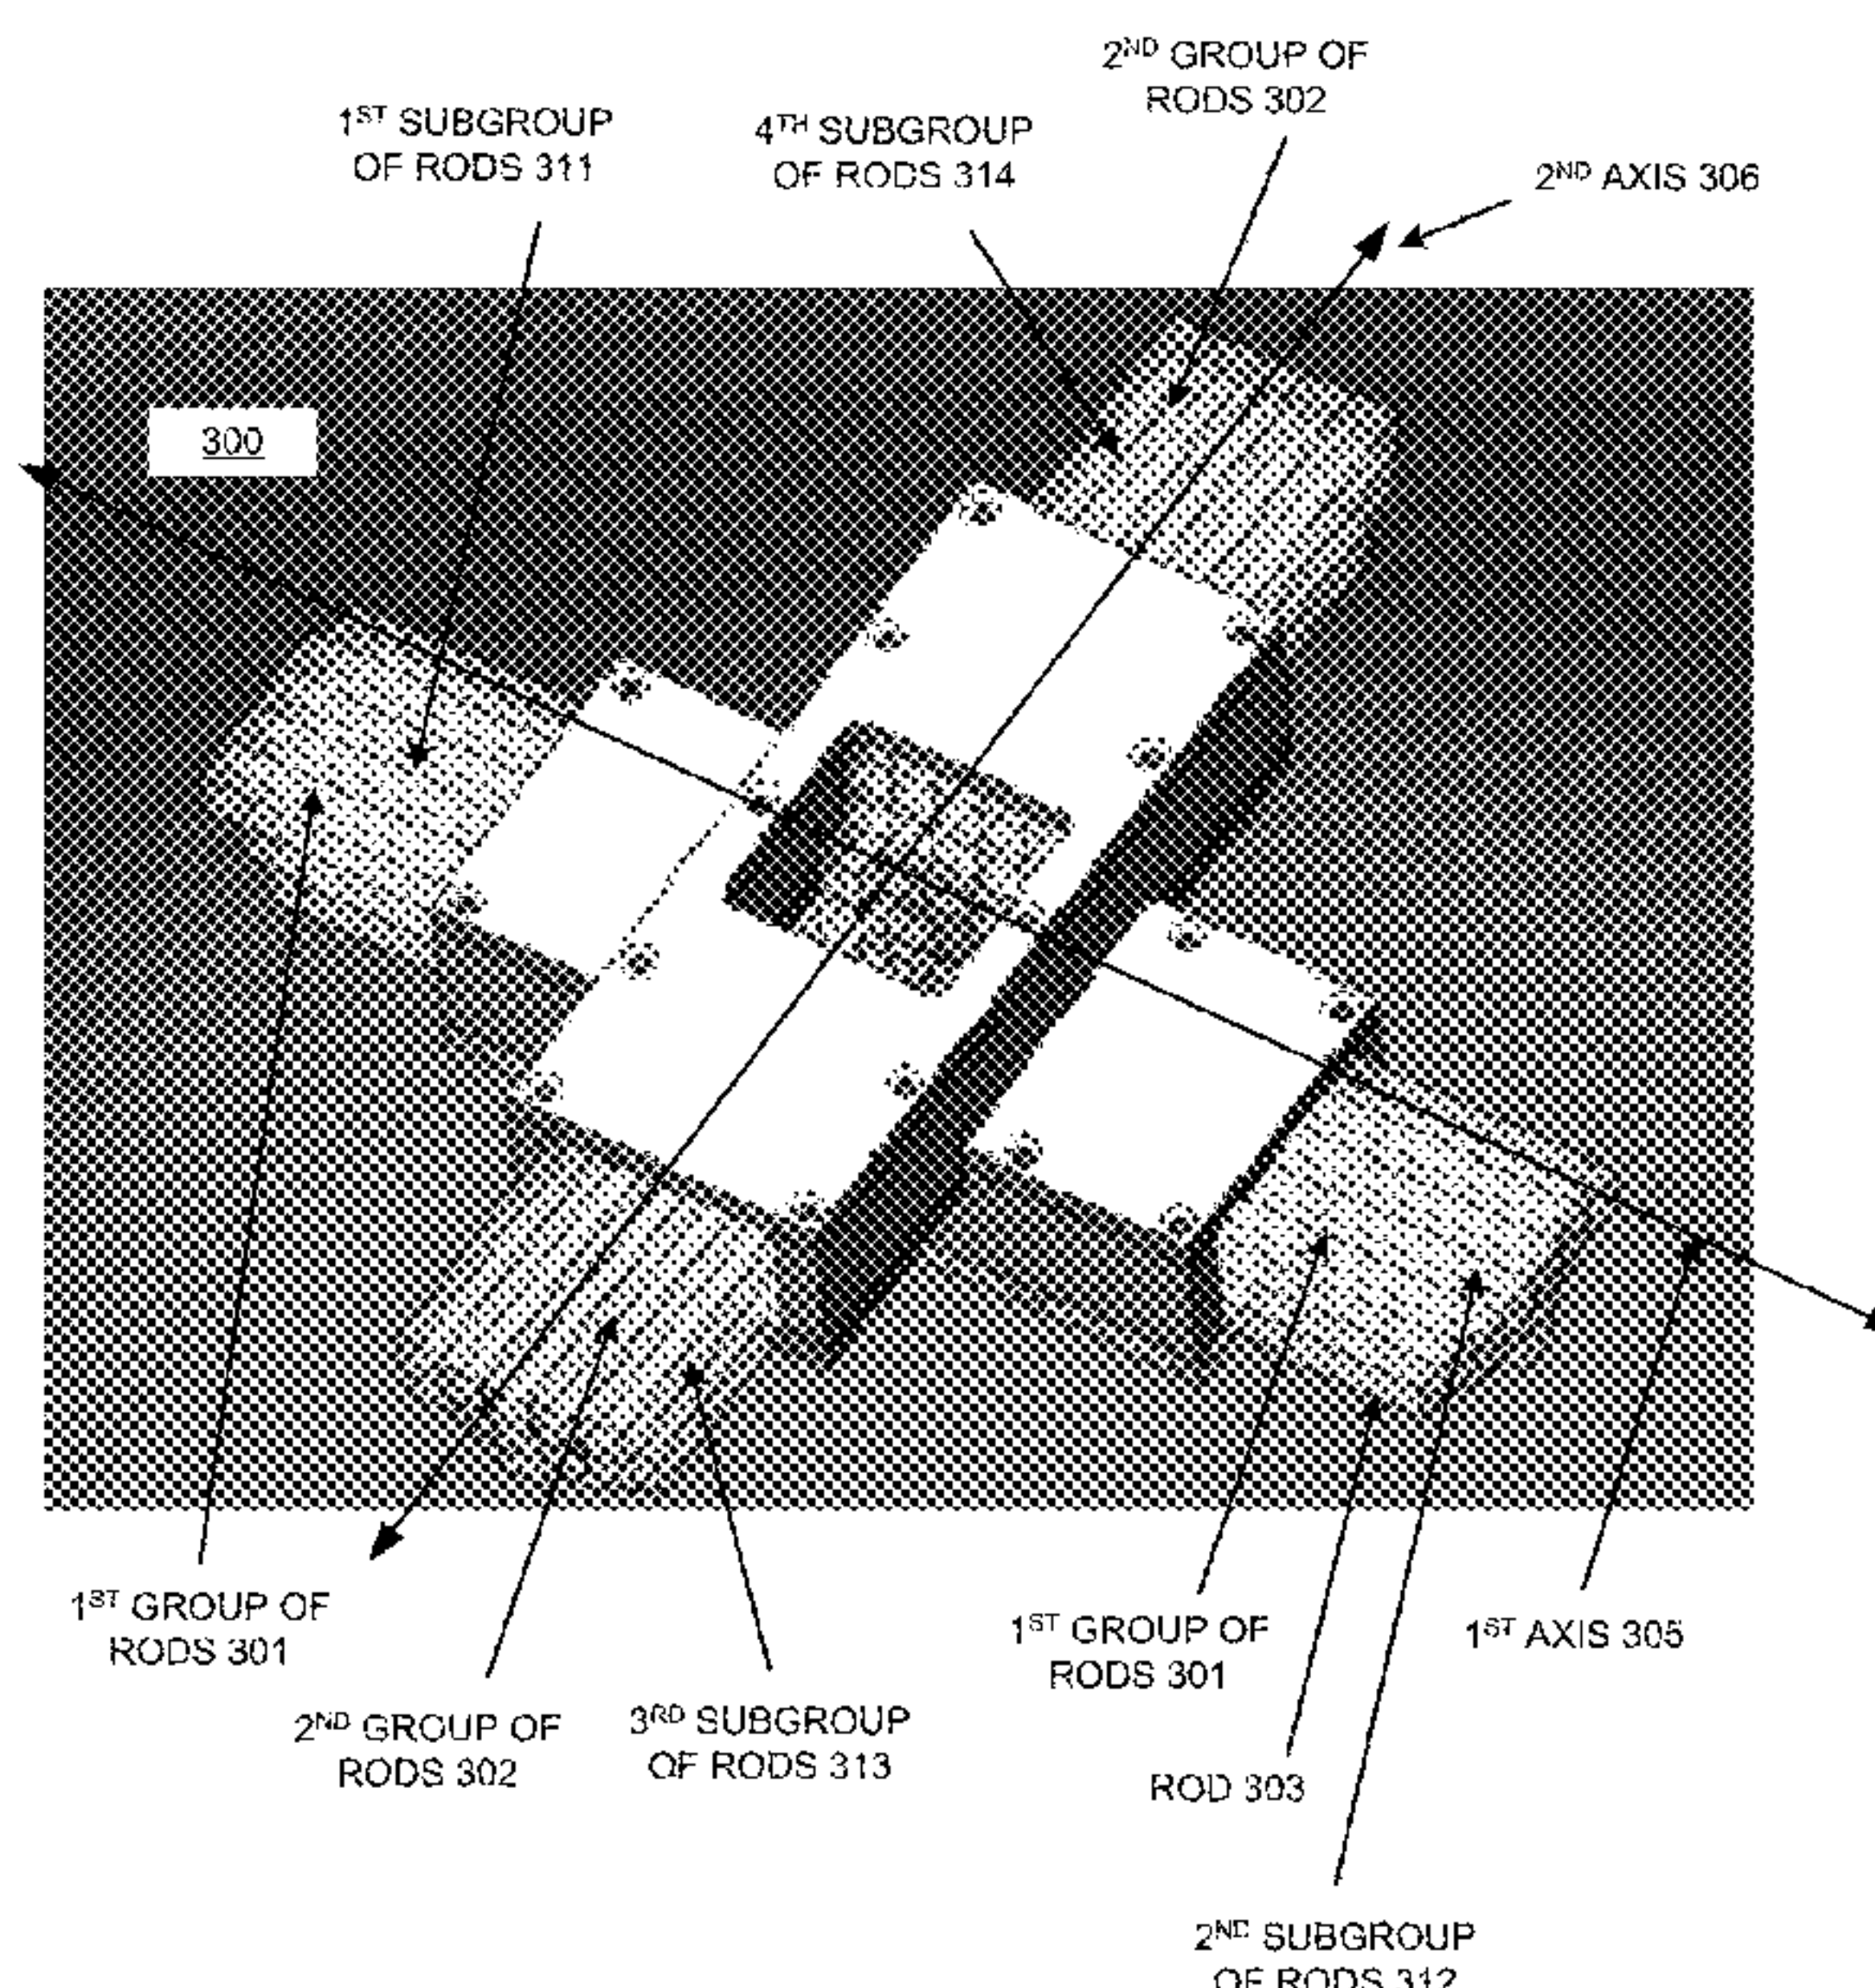 2ND GROUP OF
RODS 302
1ST SUBGROUP
OF RODS 311
4TH SUBGROUP
OF RODS 314
2ND AXIS 306
300
1ST GROUP OF
RODS 301
1ST GROUP OF
RODS 301
1ST AXIS 305
2ND GROUP OF
RODS 302
3RD SUBGROUP
OF RODS 313
ROD 303
2ND SUBGROUP
OF RODS 312